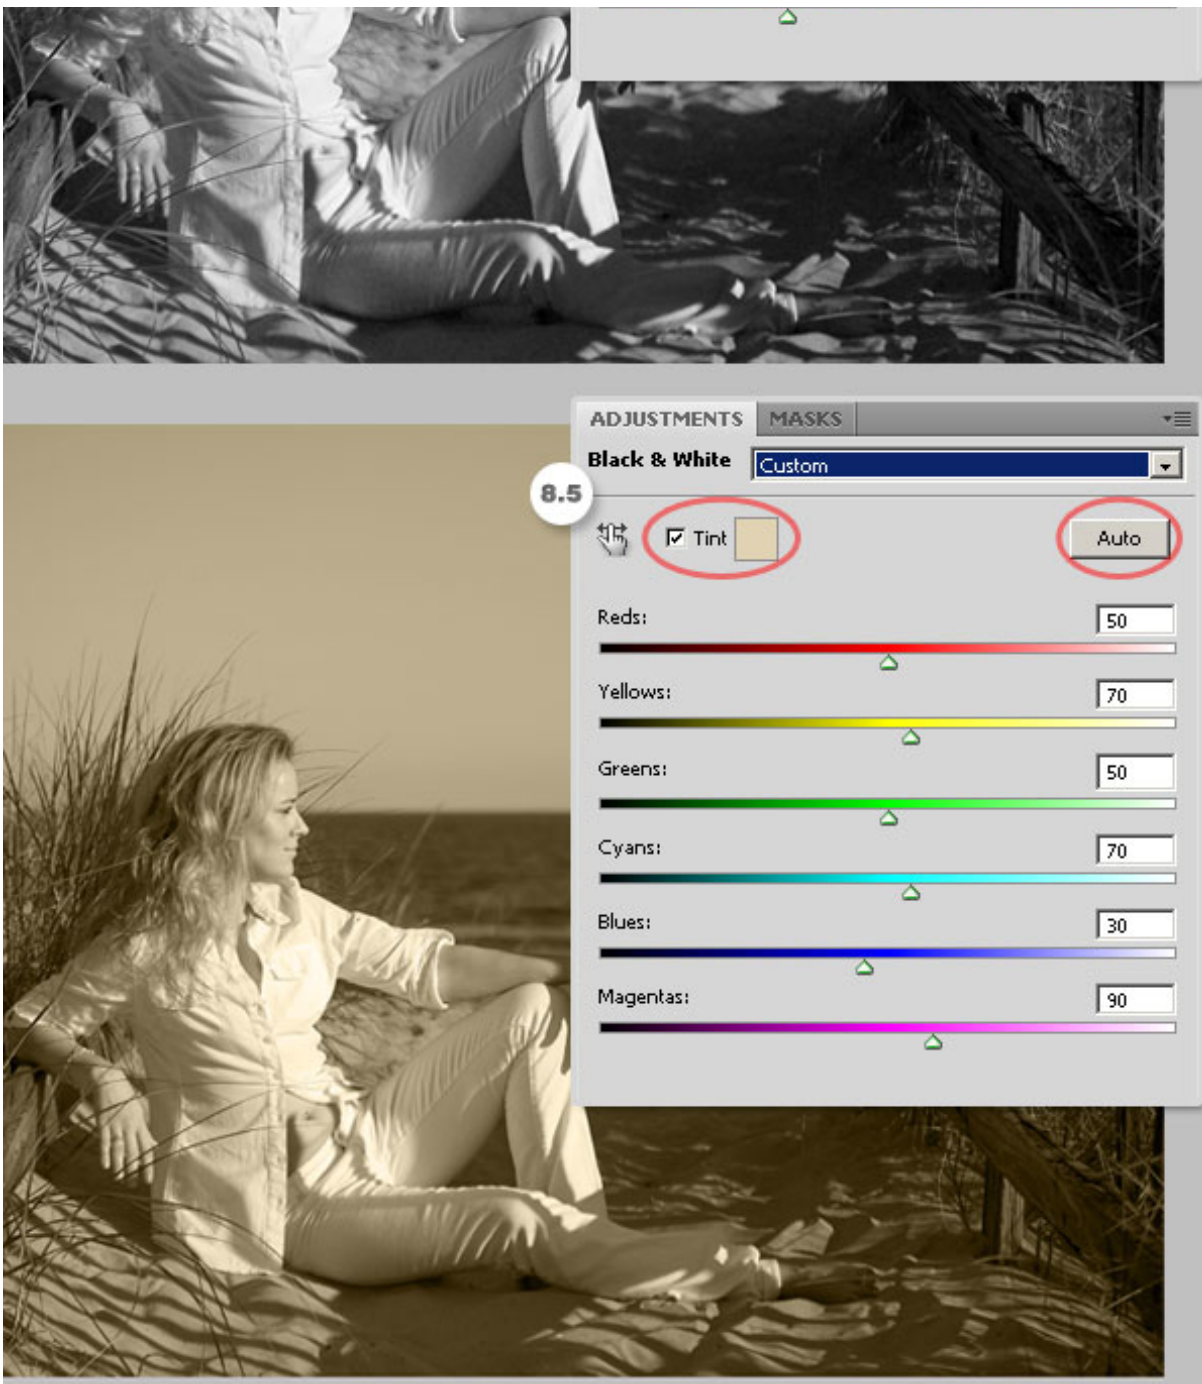 ADJUSTMENTS MASKS
Black & White Custom
8.5
Tint Auto
Reds: 50
Yellows: 70
Greens: 50
Cyans: 70
Blues: 30
Magentas: 90